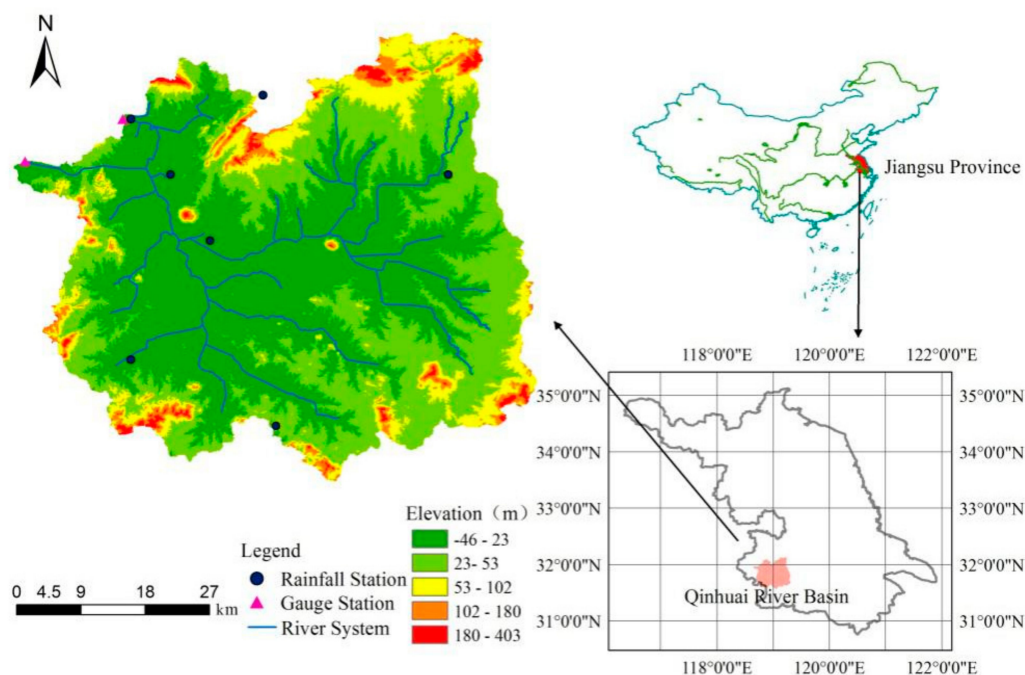 N
Jiangsu Province
118°0'0"E 120°0'0"E 122°0'0"E
35°0'0"N 35°0'0"N
34°0'0"N 34°0'0"N
33°0'0"N 33°0'0"N
32°0'0"N 32°0'0"N
31°0'0"N 31°0'0"N
Qinhuai River Basin
118°0'0"E 120°0'0"E 122°0'0"E
Elevation（m）
-46 - 23
23- 53
53 - 102
102 - 180
180 - 403
Legend
Rainfall Station
Gauge Station
River System
0 4.5 9 18 27
km